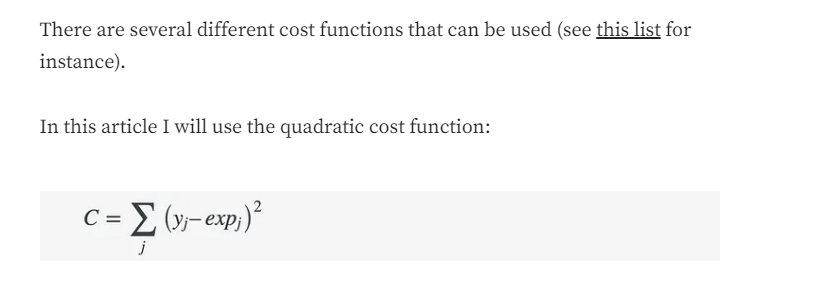 There are several different cost functions that can be used (see this list for
instance).
In this article I will use the quadratic cost function:
C = ∑ (yⱼ− expⱼ)²
j